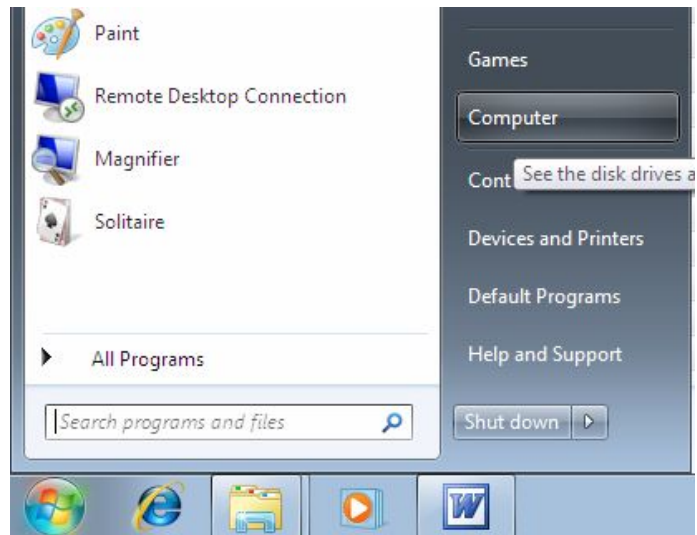 Paint
Remote Desktop Connection
Magnifier
Solitaire
All Programs
Search programs and files
Games
Computer
See the disk drives a
Cont
Devices and Printers
Default Programs
Help and Support
Shut down
W